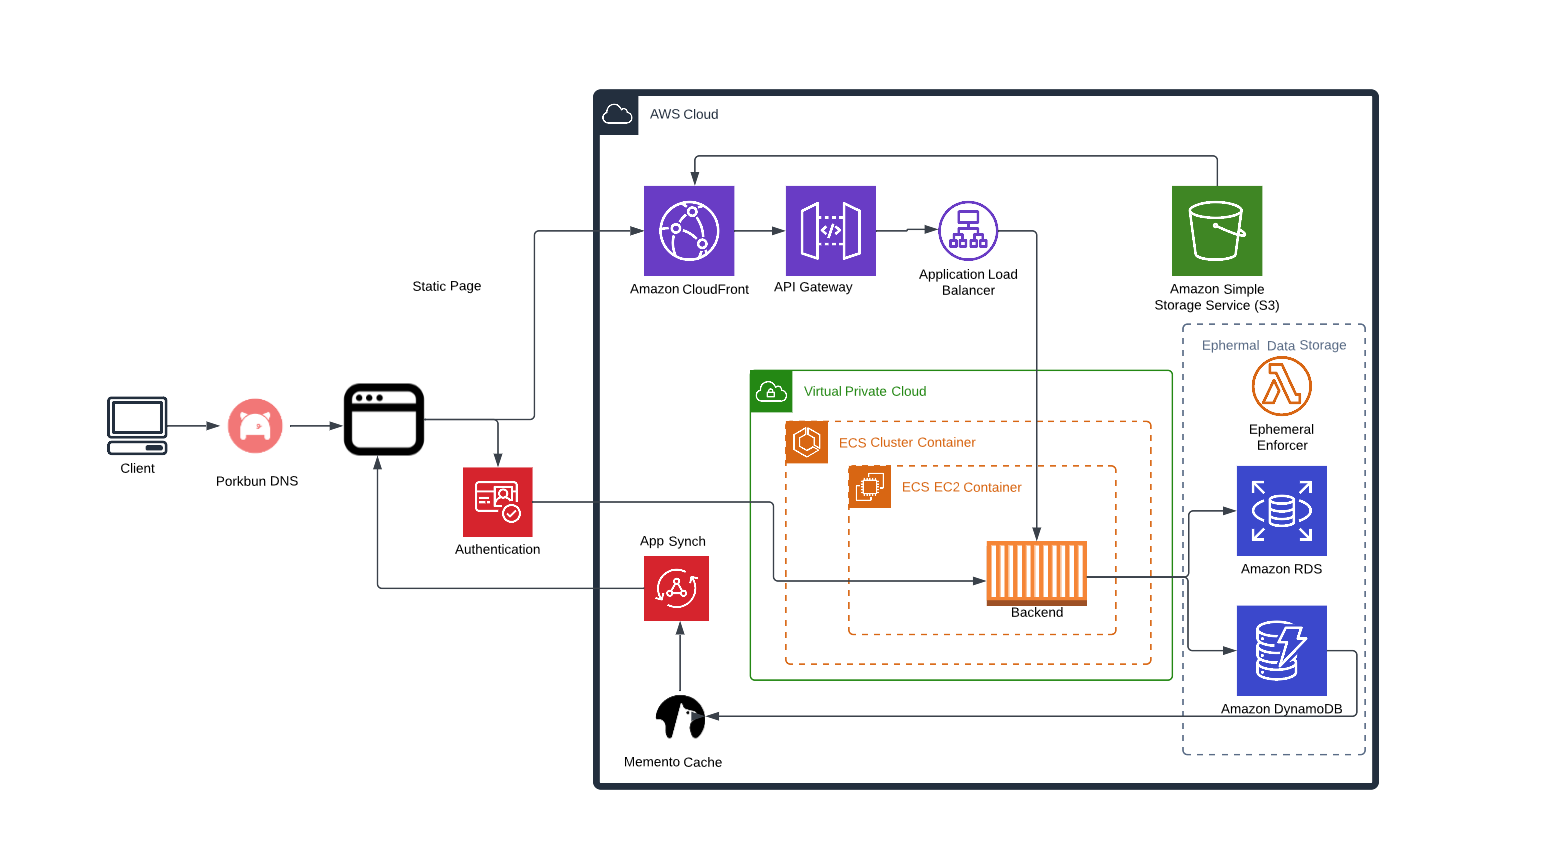 AWS Cloud
Static Page
Amazon CloudFront
API Gateway
</>
Application Load
Balancer
Amazon Simple
Storage Service (S3)
Ephermal Data Storage
Ephemeral
Enforcer
Virtual Private Cloud
ECS Cluster Container
ECS EC2 Container
Client
Porkbun DNS
Authentication
App Synch
Backend
Amazon RDS
Amazon DynamoDB
Memento Cache